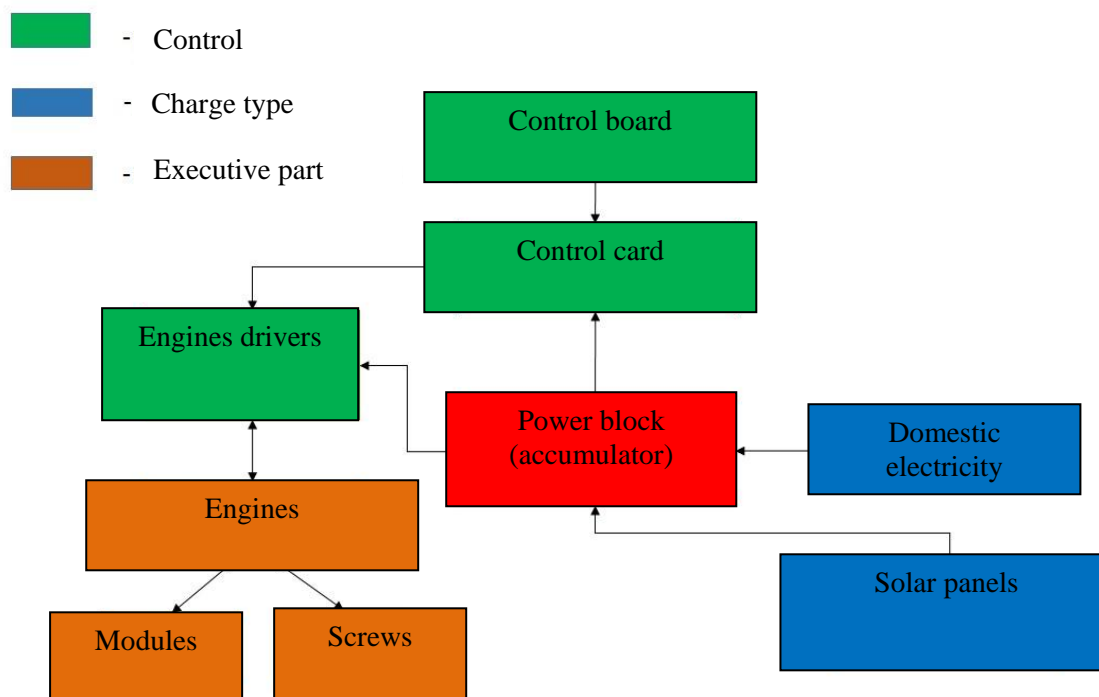 - Control
- Charge type
- Executive part
Control board
Control card
Engines drivers
Power block
(accumulator)
Domestic
electricity
Engines
Solar panels
Modules
Screws